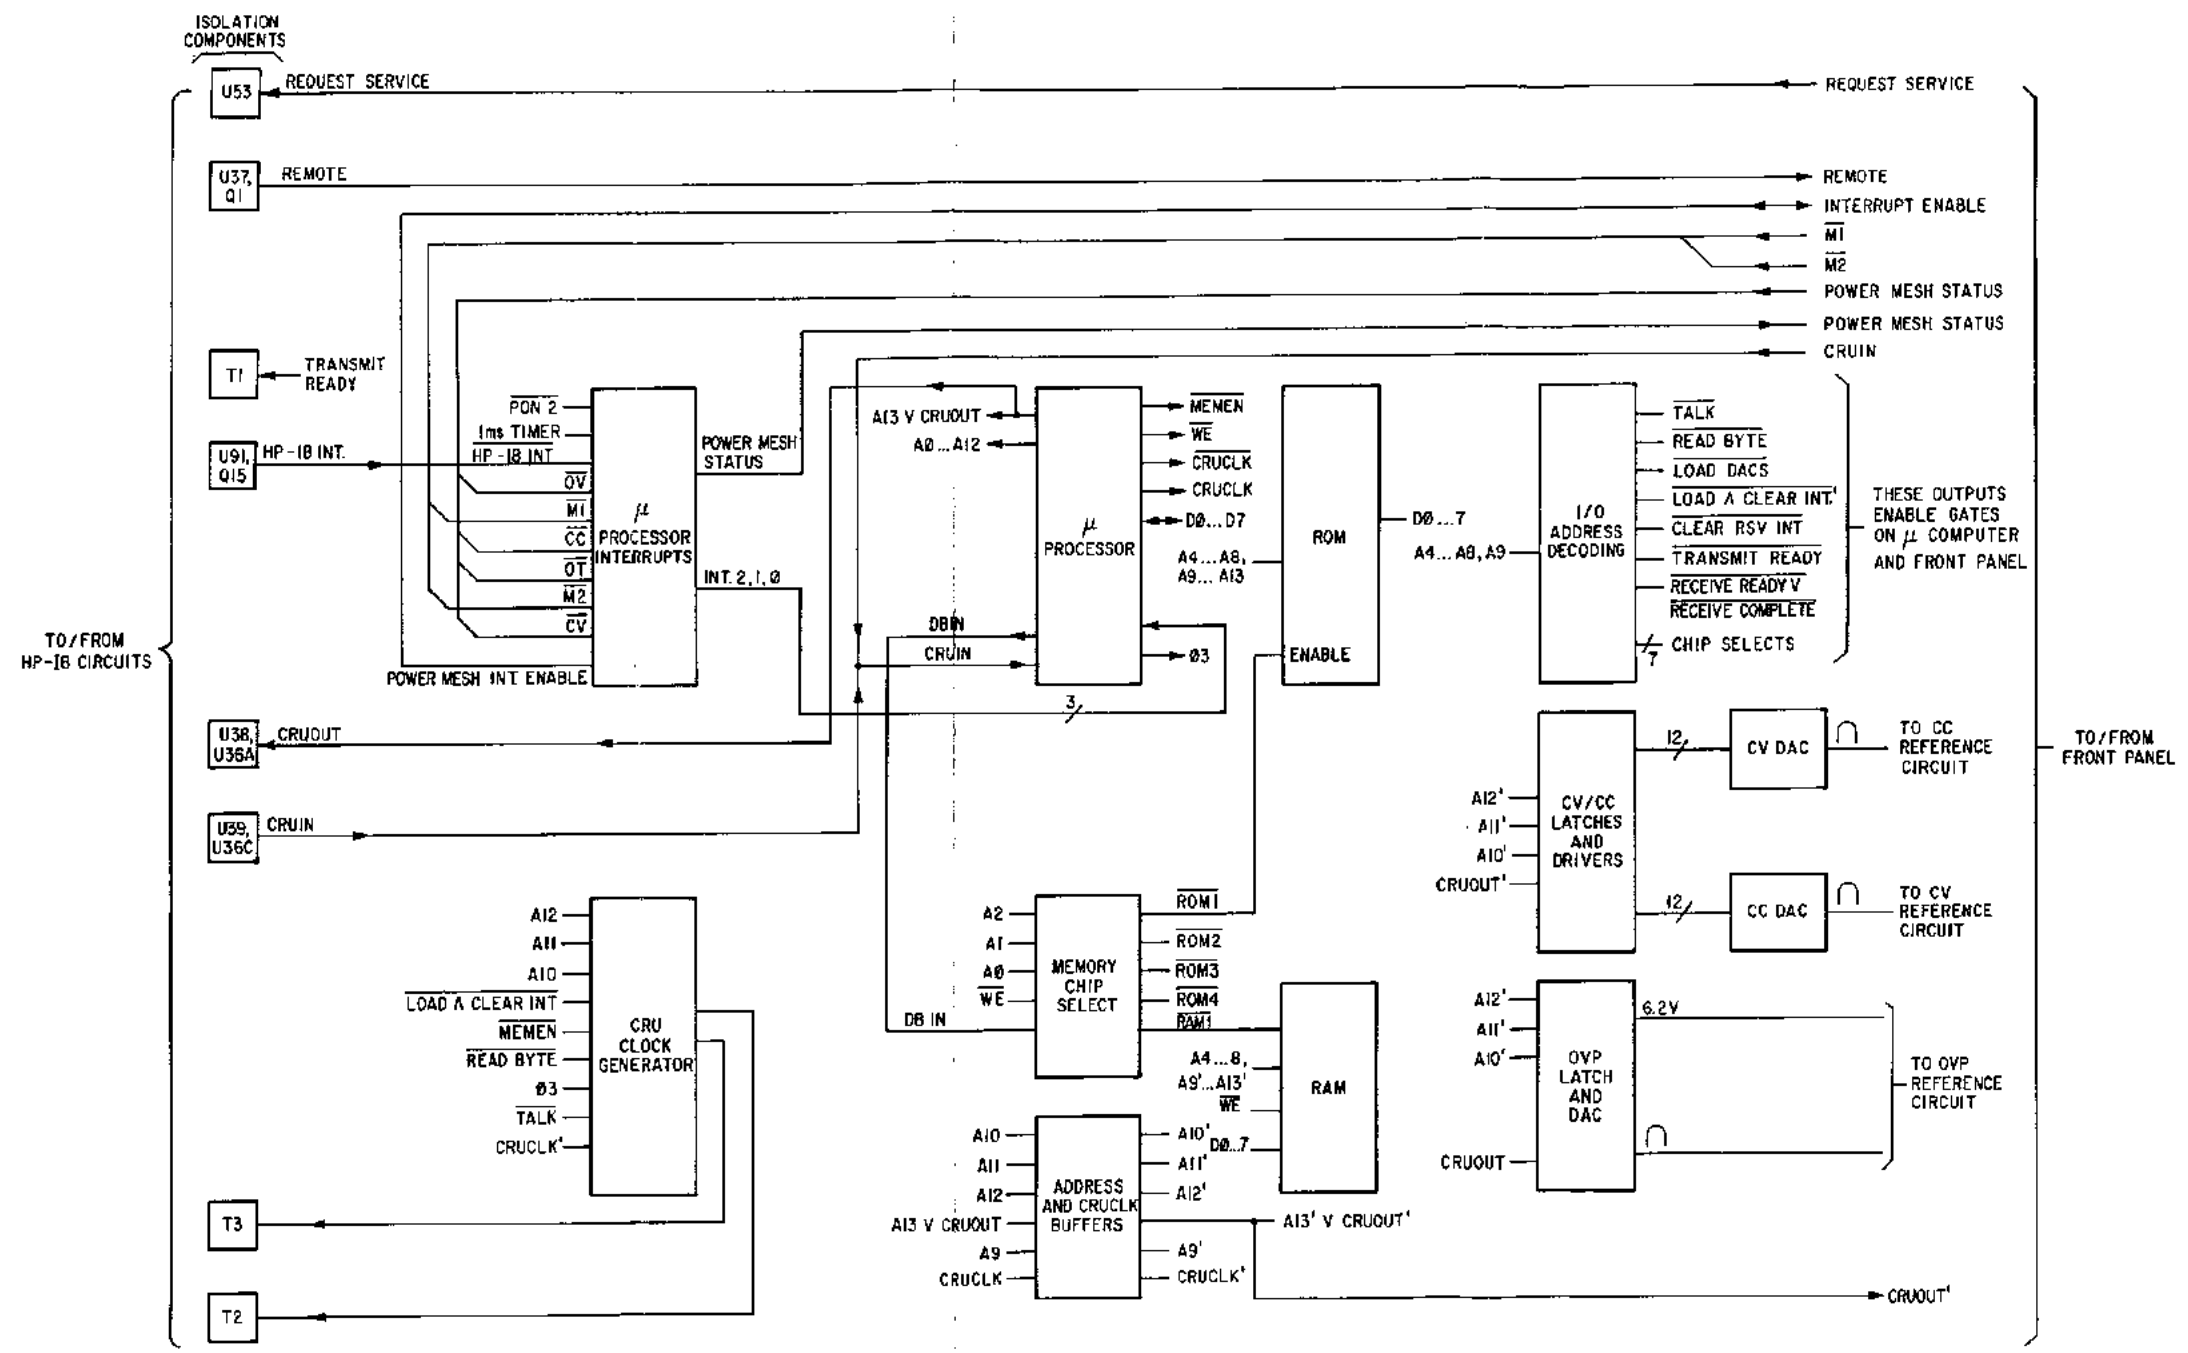 ISOLATION
COMPONENTS
U53
REQUEST SERVICE
REQUEST SERVICE
U37,
Q1
REMOTE
REMOTE
INTERRUPT ENABLE
M1
M2
POWER MESH STATUS
POWER MESH STATUS
CRUIN
T1
TRANSMIT
READY
U91,
Q15
HP-IB INT.
PON 2
1ms TIMER
HP-IB INT
OV
M1
CC
OT
M2
CV
POWER MESH INT ENABLE
μ
PROCESSOR
INTERRUPTS
POWER MESH
STATUS
INT. 2, 1, 0
A13 V CRUOUT
A0...A12
DBIN
CRUIN
μ
PROCESSOR
MEMEN
WE
CRUCLK
CRUCLK
D0...D7
Ø3
3
A4...A8,
A9...A13
ROM
ENABLE
D0...7
A4...A8, A9
I/O
ADDRESS
DECODING
TALK
READ BYTE
LOAD DACS
LOAD Λ CLEAR INT.'
CLEAR RSV INT
TRANSMIT READY
RECEIVE READY V
RECEIVE COMPLETE
7
CHIP SELECTS
THESE OUTPUTS
ENABLE GATES
ON μ COMPUTER
AND FRONT PANEL
TO/FROM
HP-IB CIRCUITS
TO/FROM
FRONT PANEL
U38,
U36A
CRUOUT
U39,
U36C
CRUIN
A12'
A11'
A10'
CRUOUT'
CV/CC
LATCHES
AND
DRIVERS
12
CV DAC
TO CC
REFERENCE
CIRCUIT
12
CC DAC
TO CV
REFERENCE
CIRCUIT
A12
A11
A10
LOAD Λ CLEAR INT
MEMEN
READ BYTE
Ø3
TALK
CRUCLK'
CRU
CLOCK
GENERATOR
A2
A1
A0
WE
DB IN
MEMORY
CHIP
SELECT
ROM1
ROM2
ROM3
ROM4
RAM1
A4...8,
A9'...A13'
WE
D0...7
RAM
A12'
A11'
A10'
CRUOUT
OVP
LATCH
AND
DAC
6.2V
TO OVP
REFERENCE
CIRCUIT
A10
A11
A12
A13 V CRUOUT
A9
CRUCLK
ADDRESS
AND CRUCLK
BUFFERS
A10'
A11'
A12'
A13' V CRUOUT'
A9'
CRUCLK'
CRUOUT'
T3
T2